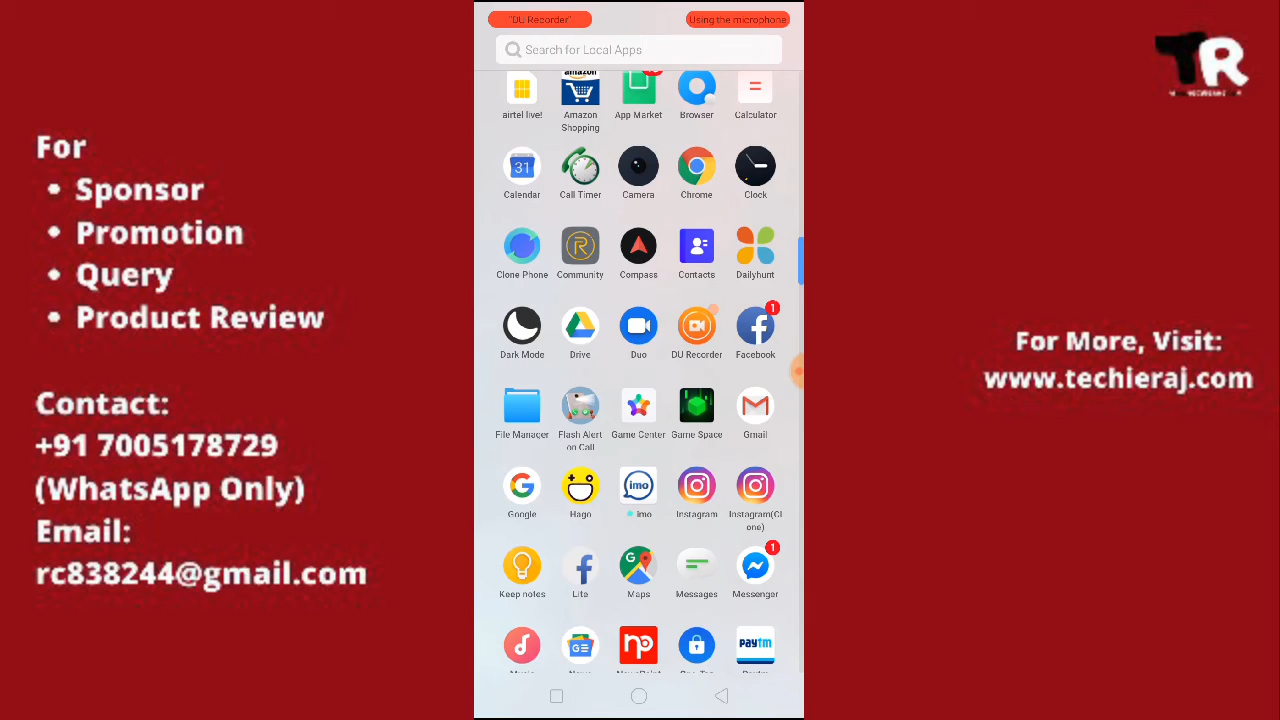 For
• Sponsor
• Promotion
• Query
• Product Review
Contact:
+91 7005178729
(WhatsApp Only)
Email:
rc838244@gmail.com
"DU Recorder"
Using the microphone
Search for Local Apps
airtel live!
Amazon Shopping
App Market
Browser
Calculator
31
Calendar
Call Timer
Camera
Chrome
Clock
Clone Phone
Community
Compass
Contacts
Dailyhunt
Dark Mode
Drive
Duo
DU Recorder
1
Facebook
File Manager
Flash Alert
on Call
Game Center
Game Space
Gmail
Google
Hago
imo
imo
Instagram
Instagram(Cl
one)
Keep notes
Lite
Maps
Messages
1
Messenger
np
paytm
TR
For More, Visit:
www.techieraj.com